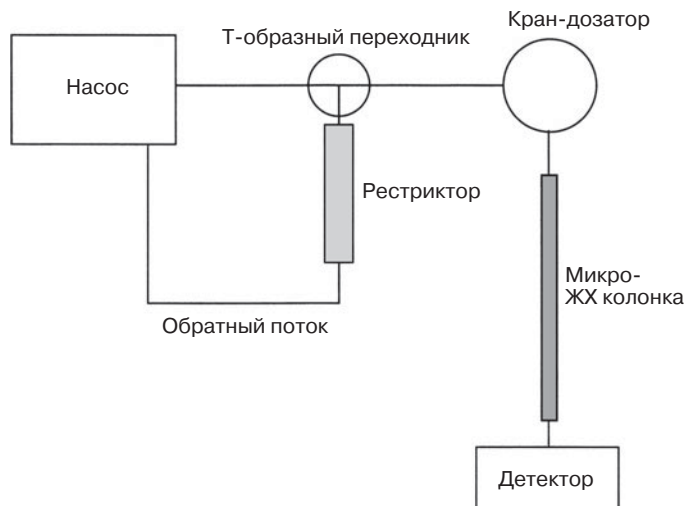 Кран-дозатор
Т-образный переходник
Насос
Рестриктор
Микро-
ЖХ колонка
Обратный поток
Детектор